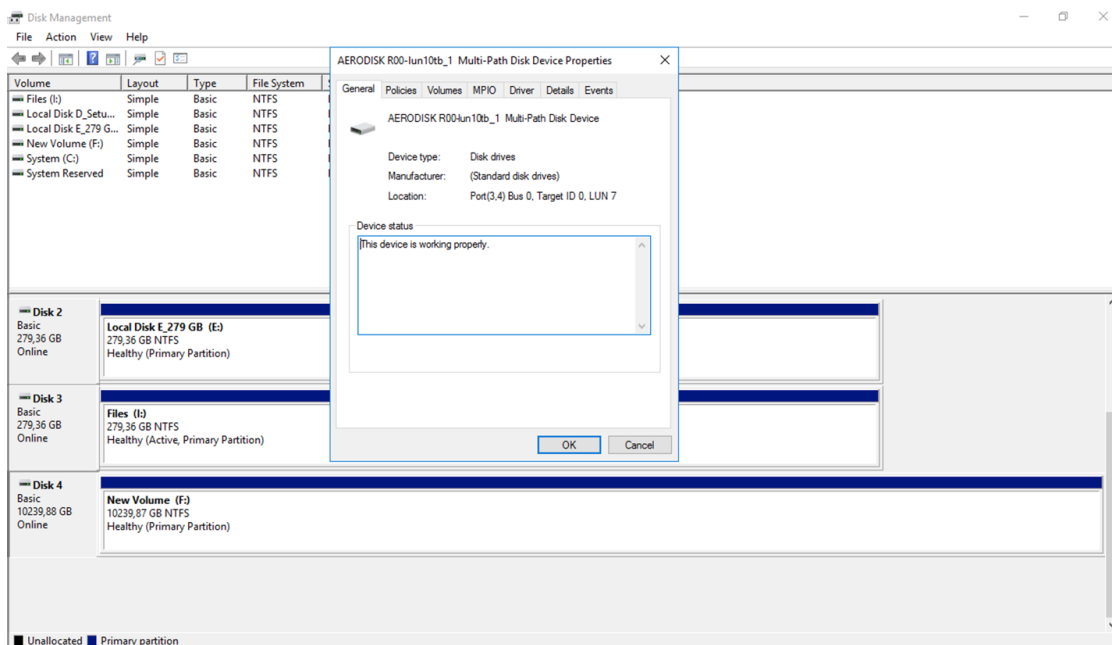 Disk Management
File Action View Help
Volume Layout Type File System
Files (I:) Simple Basic NTFS
Local Disk D_Setu... Simple Basic NTFS
Local Disk E_279 G... Simple Basic NTFS
New Volume (F:) Simple Basic NTFS
System (C:) Simple Basic NTFS
System Reserved Simple Basic NTFS
AERODISK R00-lun10tb_1 Multi-Path Disk Device Properties
General Policies Volumes MPIO Driver Details Events
AERODISK R00-lun10tb_1 Multi-Path Disk Device
Device type: Disk drives
Manufacturer: (Standard disk drives)
Location: Port(3,4) Bus 0, Target ID 0, LUN 7
Device status
This device is working properly.
OK Cancel
Disk 2
Basic
279,36 GB
Online
Local Disk E_279 GB (E:)
279,36 GB NTFS
Healthy (Primary Partition)
Disk 3
Basic
279,36 GB
Online
Files (I:)
279,36 GB NTFS
Healthy (Active, Primary Partition)
Disk 4
Basic
10239,88 GB
Online
New Volume (F:)
10239,87 GB NTFS
Healthy (Primary Partition)
Unallocated Primary partition